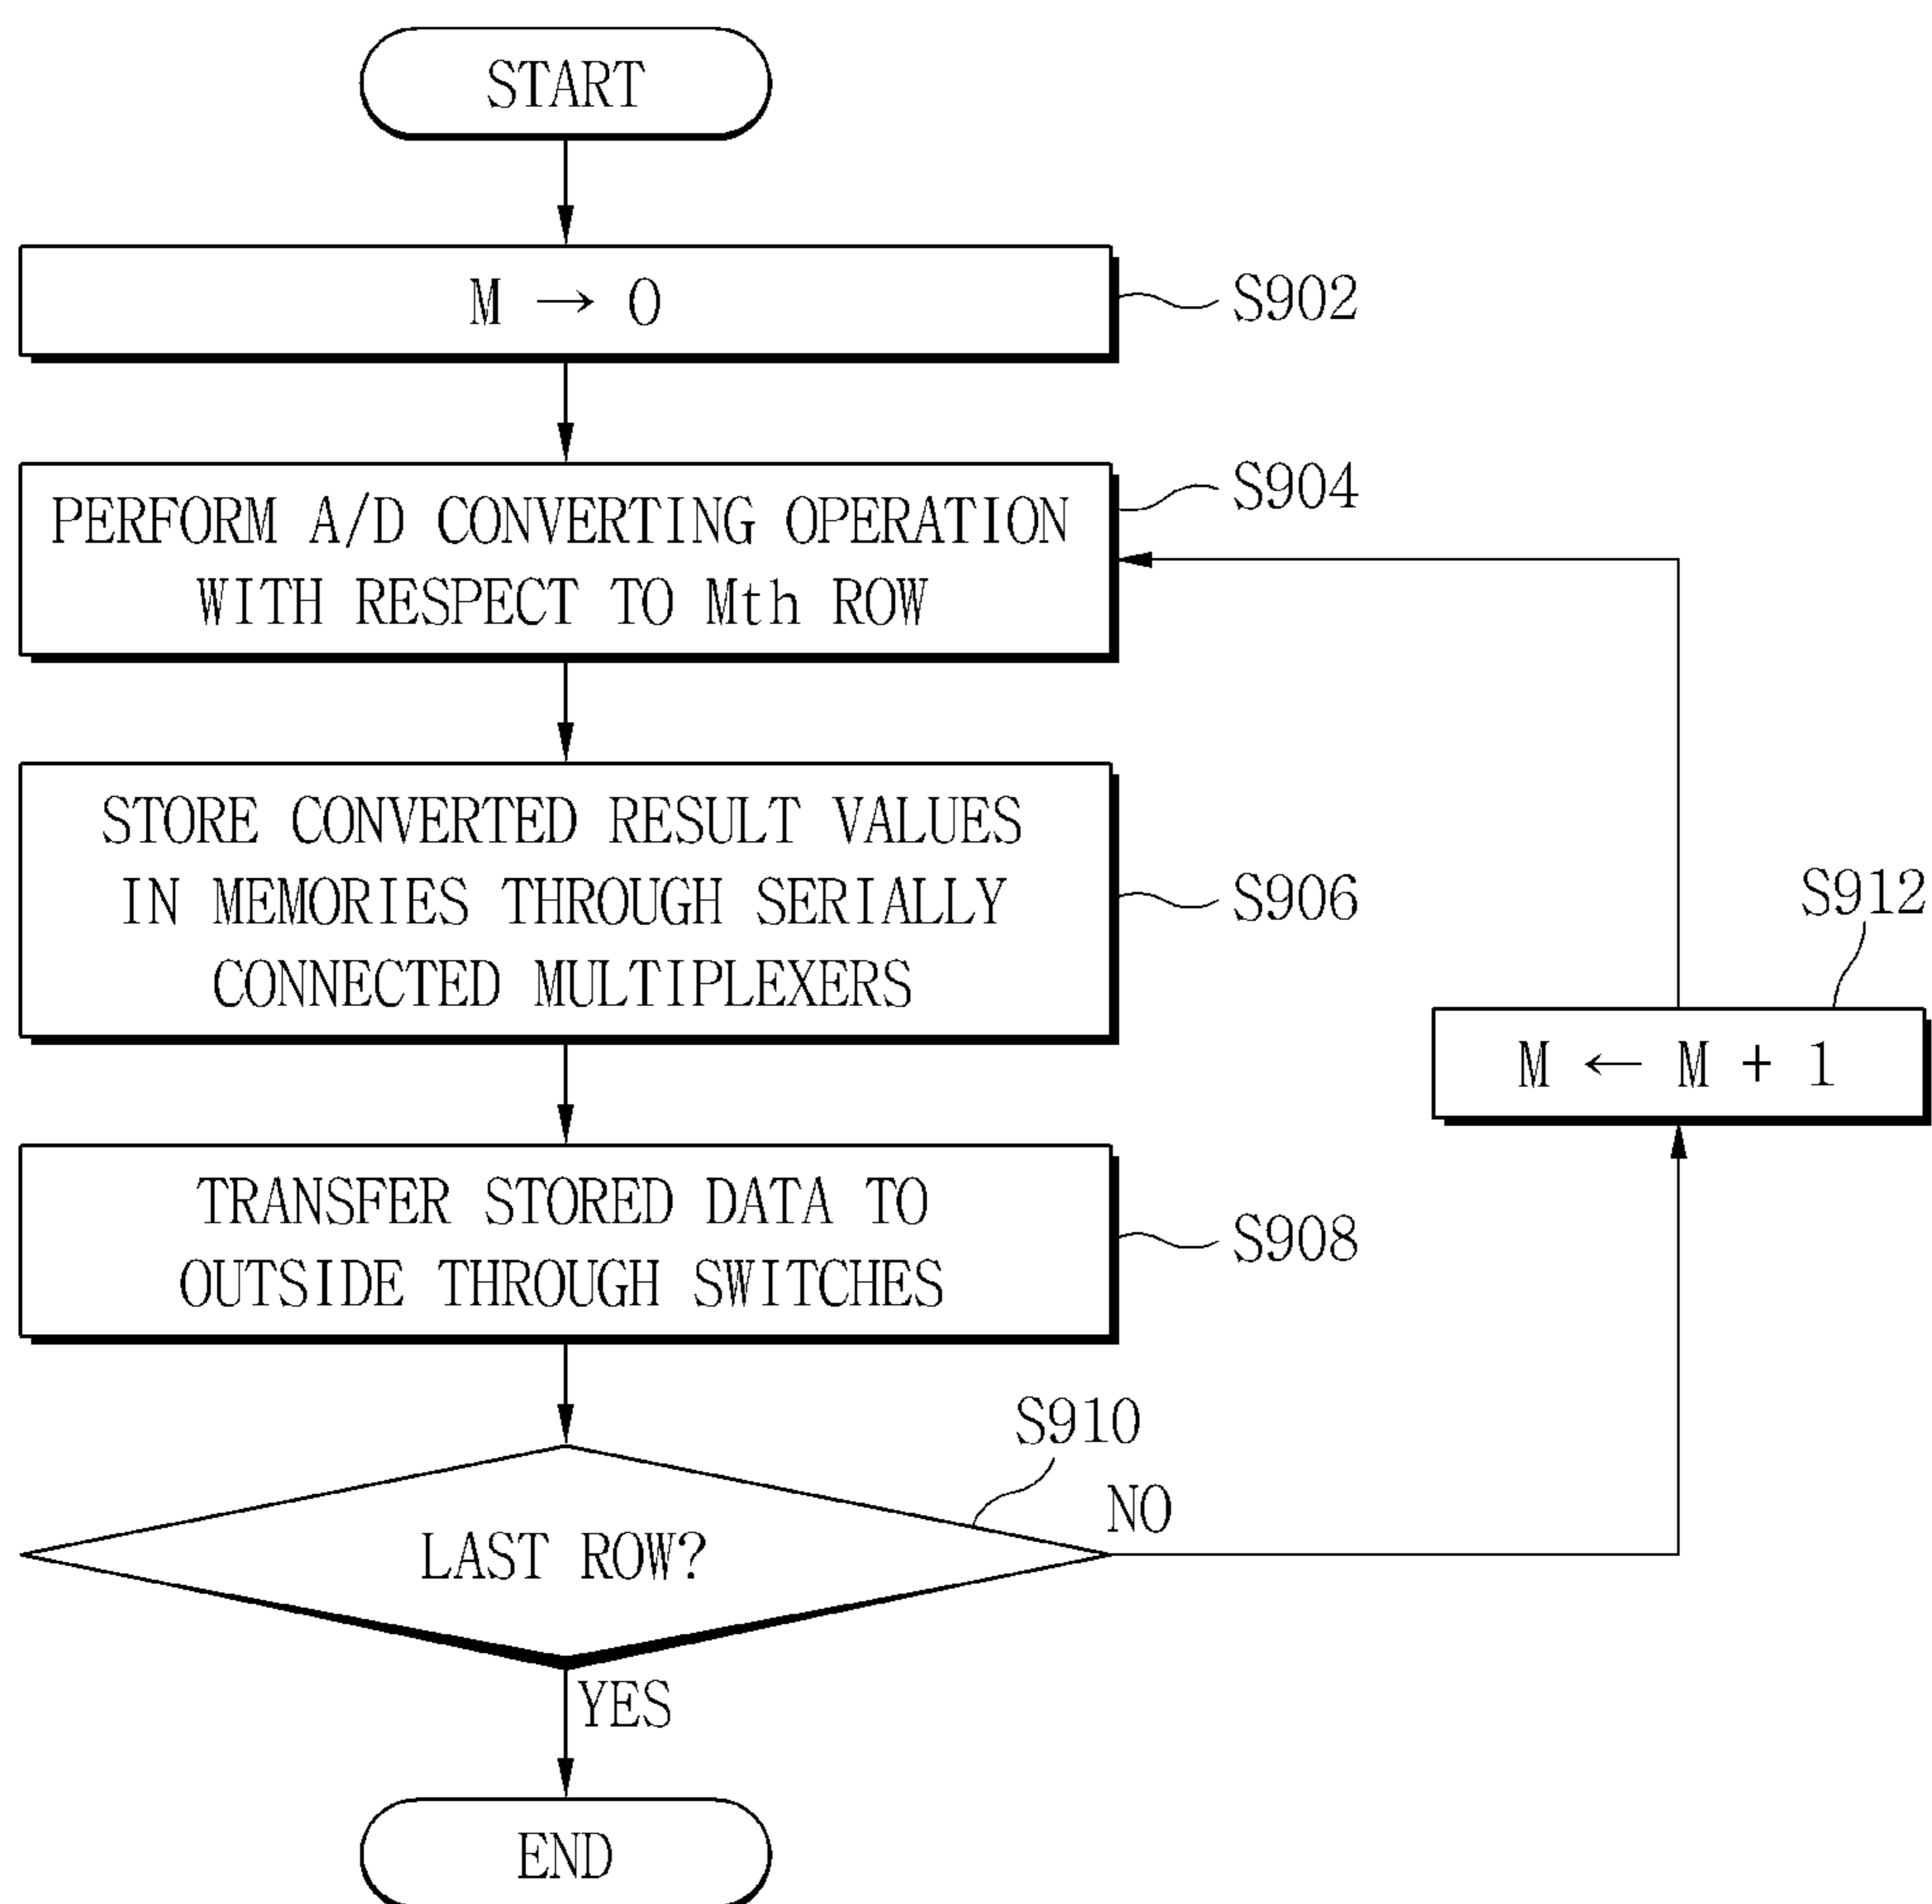 START
M → 0
S902
PERFORM A/D CONVERTING OPERATION
WITH RESPECT TO Mth ROW
S904
STORE CONVERTED RESULT VALUES
IN MEMORIES THROUGH SERIALLY
CONNECTED MULTIPLEXERS
S906
S912
M ← M + 1
TRANSFER STORED DATA TO
OUTSIDE THROUGH SWITCHES
S908
S910
NO
LAST ROW?
YES
END